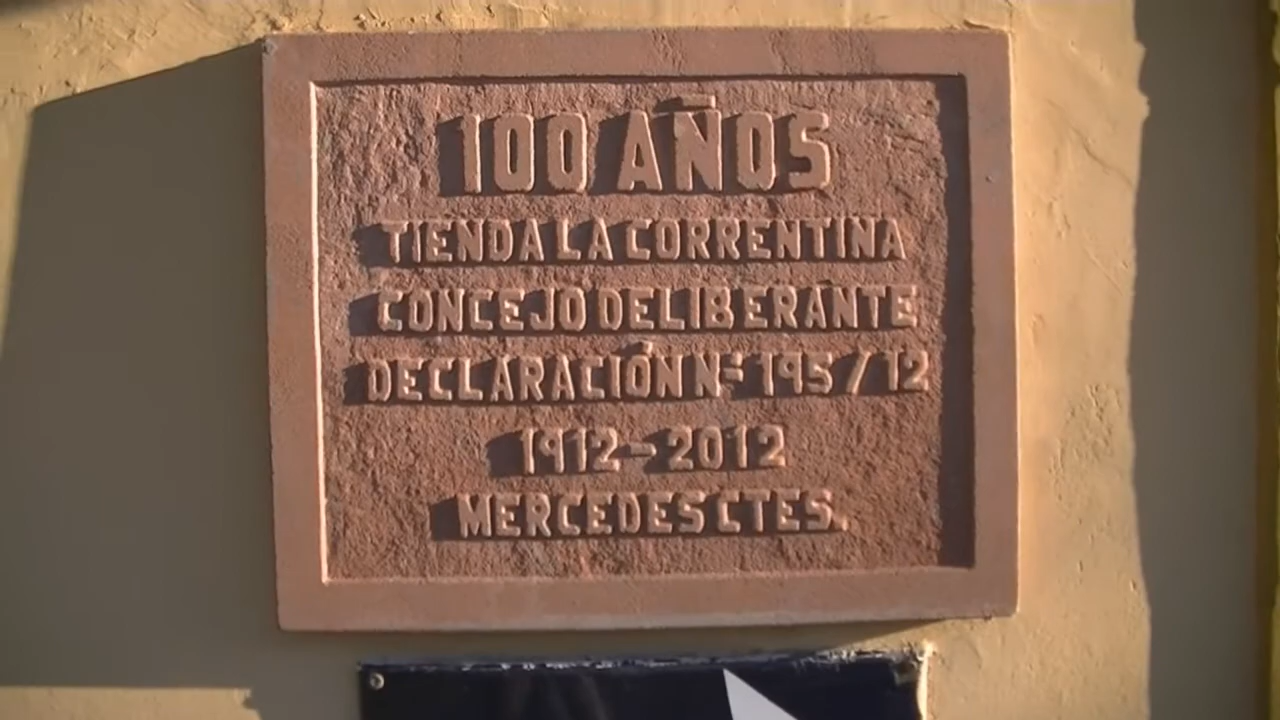 100 AÑOS
TIENDA LA CORRENTINA
CONCEJO DELIBERANTE
DECLARACIÓN Nº 195/12
1912-2012
MERCEDES CTES.